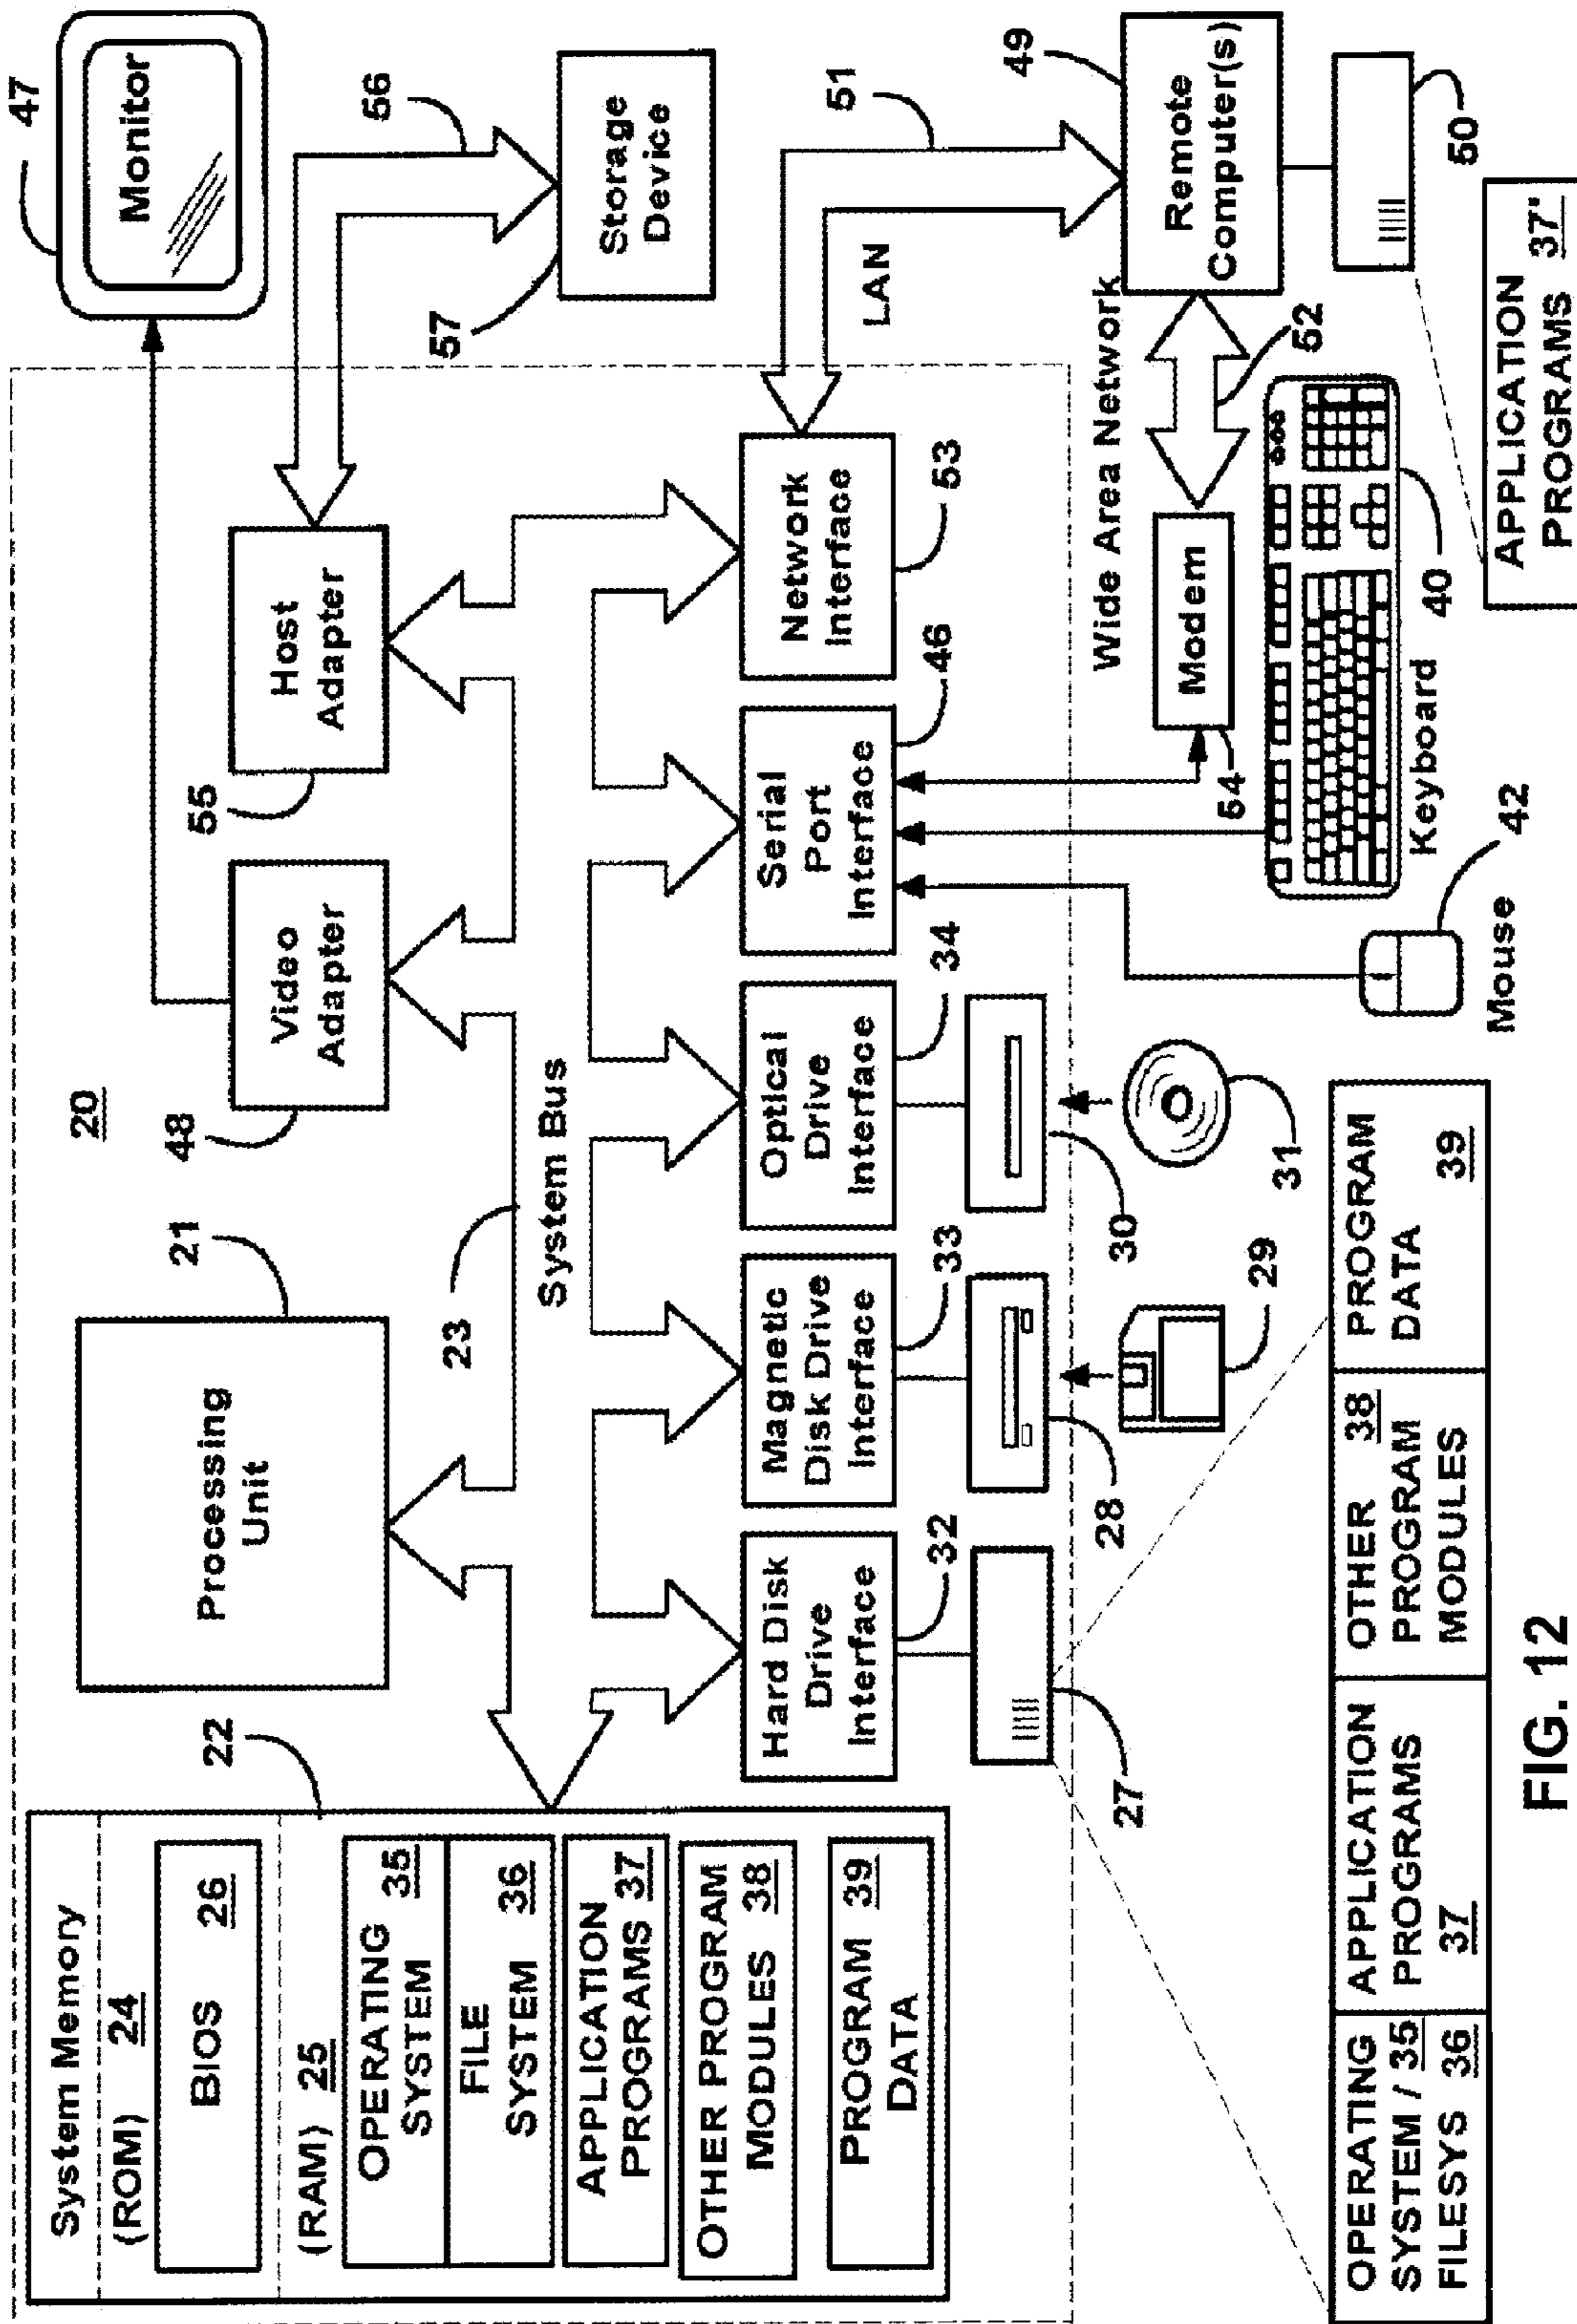 System Memory
(ROM) 24
BIOS 26
(RAM) 25
OPERATING
SYSTEM 35
FILE
SYSTEM 36
APPLICATION
PROGRAMS 37
OTHER PROGRAM
MODULES 38
PROGRAM 39
DATA
22
Processing
Unit
21
20
Video
Adapter
48
Host
Adapter
55
47
Monitor
56
Storage
Device
57
23
System Bus
Hard Disk
Drive
Interface
32
Magnetic
Disk Drive
Interface
33
Optical
Drive
Interface
34
Serial
Port
Interface
46
Network
Interface
53
LAN
51
27
28
29
30
31
Wide Area Network
Modem
54
52
49
Remote
Computer(s)
50
Keyboard
40
Mouse
42
APPLICATION
PROGRAMS 37'
OPERATING
SYSTEM / 35
FILESYS 36
APPLICATION
PROGRAMS
37
OTHER 38
PROGRAM
MODULES
PROGRAM
DATA 39
FIG. 12